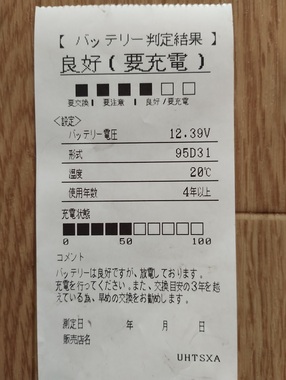 【 バッテリー判定結果 】
良好(要充電)
要交換| 要注意 | 良好/要充電
<設定>
バッテリー電圧 12.39V
形式 95D31
温度 20℃
使用年数 4年以上
充電状態
0 50 100
コメント
バッテリーは良好ですが、放電しております。
充電を行ってください。また、交換目安の3年を超
えている為、早めの交換をお勧めします。
測定日 年 月 日
販売店名
UHTSXA